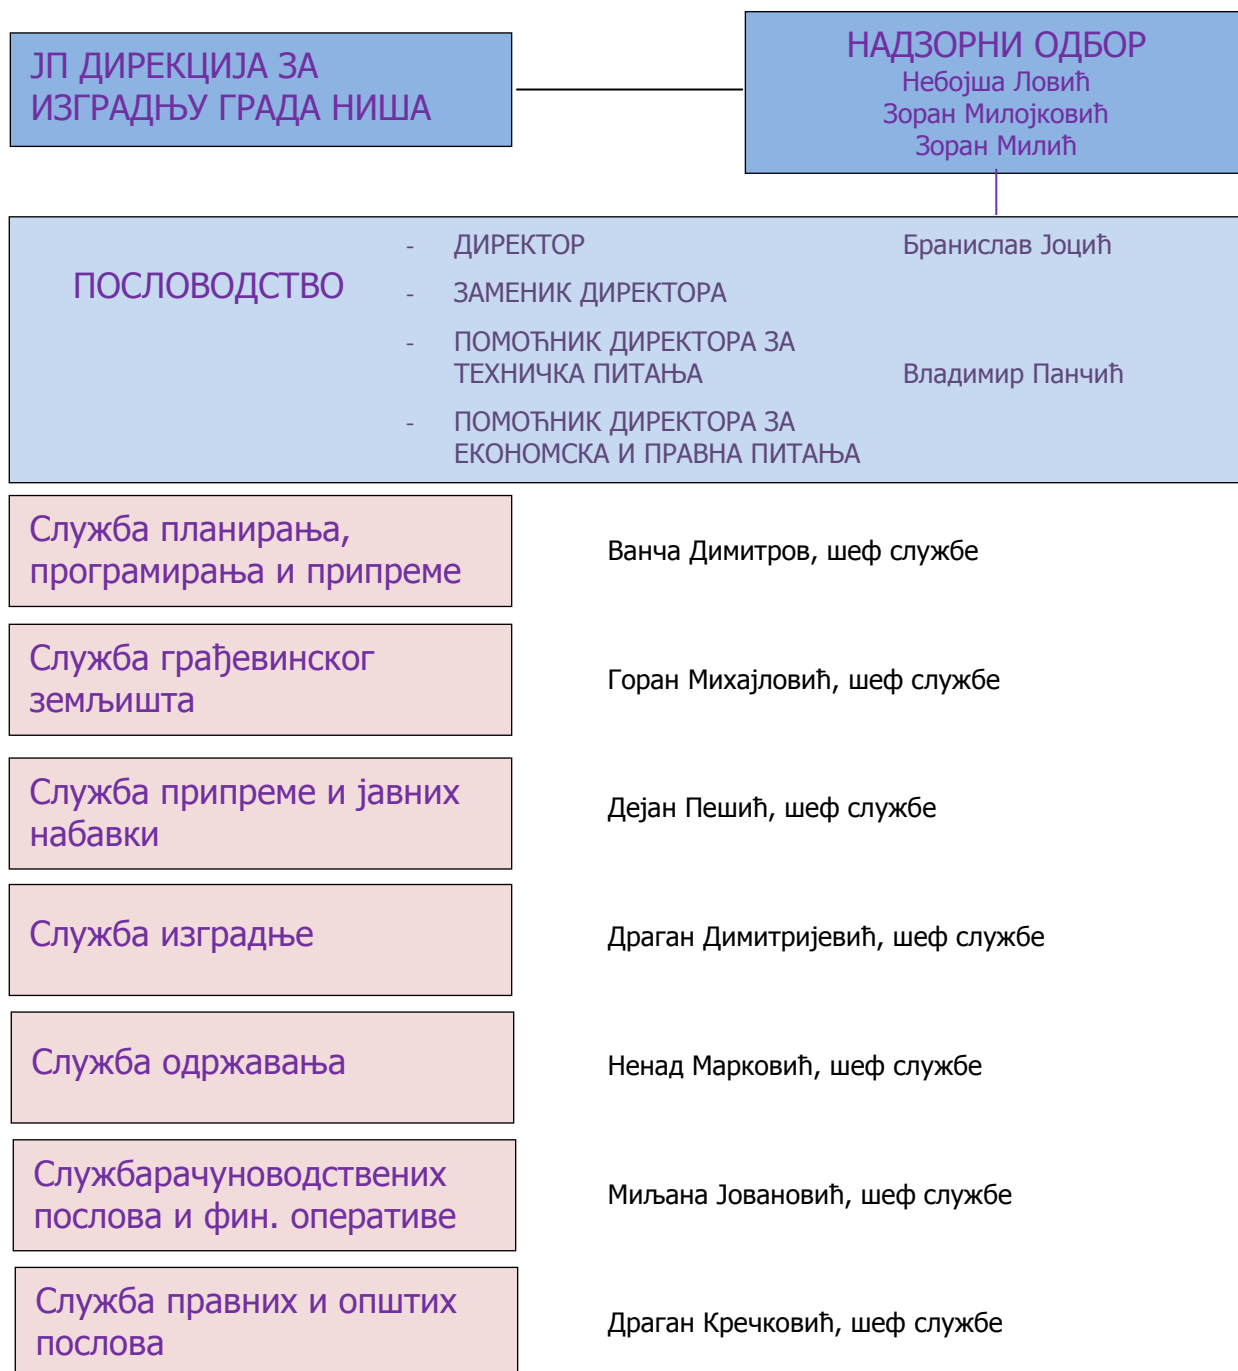 ЈП ДИРЕКЦИЈА ЗА
ИЗГРАДЊУ ГРАДА НИША
НАДЗОРНИ ОДБОР
Небојша Ловић
Зоран Милојковић
Зоран Милић
ПОСЛОВОДСТВО
- ДИРЕКТОР Бранислав Јоцић
- ЗАМЕНИК ДИРЕКТОРА
- ПОМОЋНИК ДИРЕКТОРА ЗА
ТЕХНИЧКА ПИТАЊА Владимир Панчић
- ПОМОЋНИК ДИРЕКТОРА ЗА
ЕКОНОМСКА И ПРАВНА ПИТАЊА
Служба планирања,
програмирања и припреме
Ванча Димитров, шеф службе
Служба грађевинског
земљишта
Горан Михајловић, шеф службе
Служба припреме и јавних
набавки
Дејан Пешић, шеф службе
Служба изградње
Драган Димитријевић, шеф службе
Служба одржавања
Ненад Марковић, шеф службе
Службарачуноводствених
послова и фин. оперативе
Миљана Јовановић, шеф службе
Служба правних и општих
послова
Драган Кречковић, шеф службе